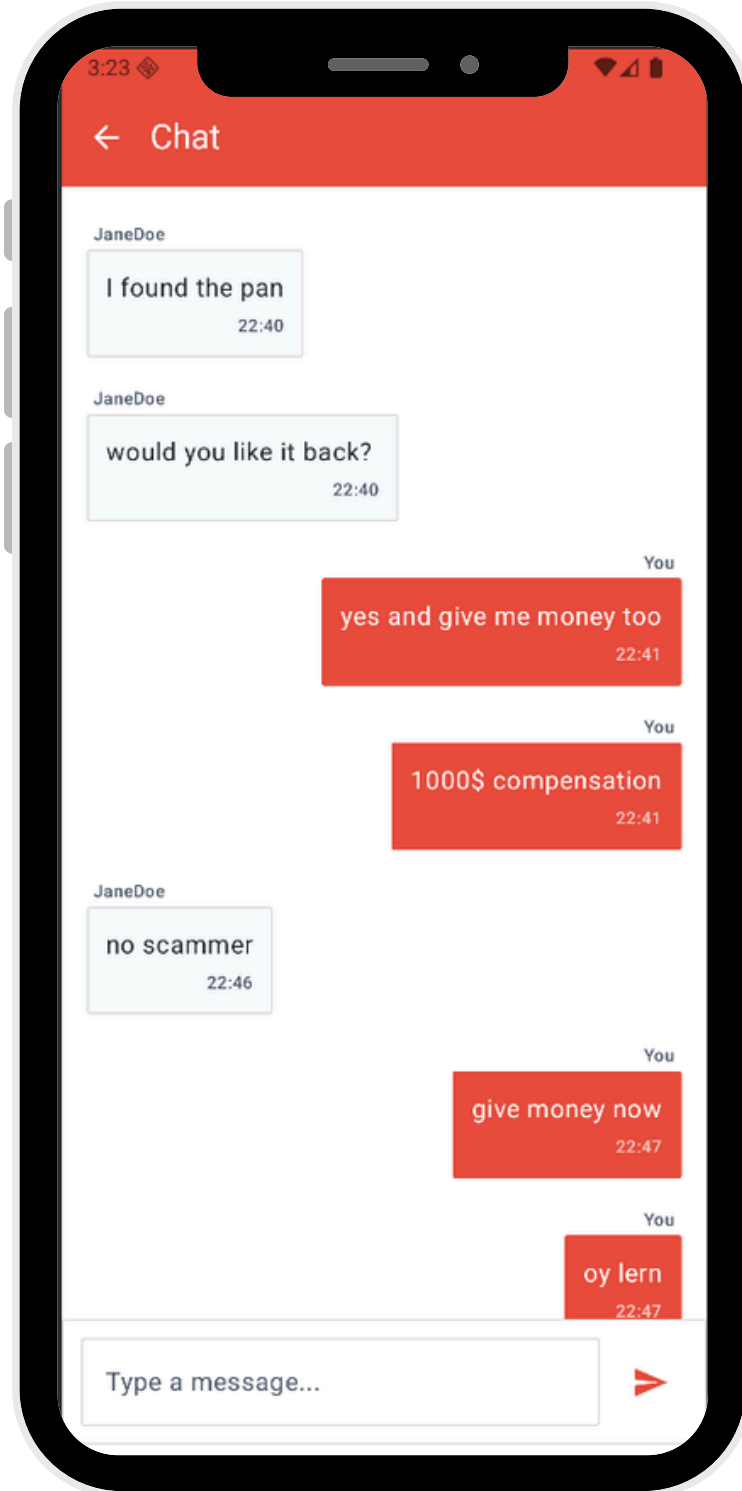 3:23
Chat
JaneDoe
I found the pan
22:40
JaneDoe
would you like it back?
22:40
You
yes and give me money too
22:41
You
1000$ compensation
22:41
JaneDoe
no scammer
22:46
You
give money now
22:47
You
oy lern
22:47
Type a message...